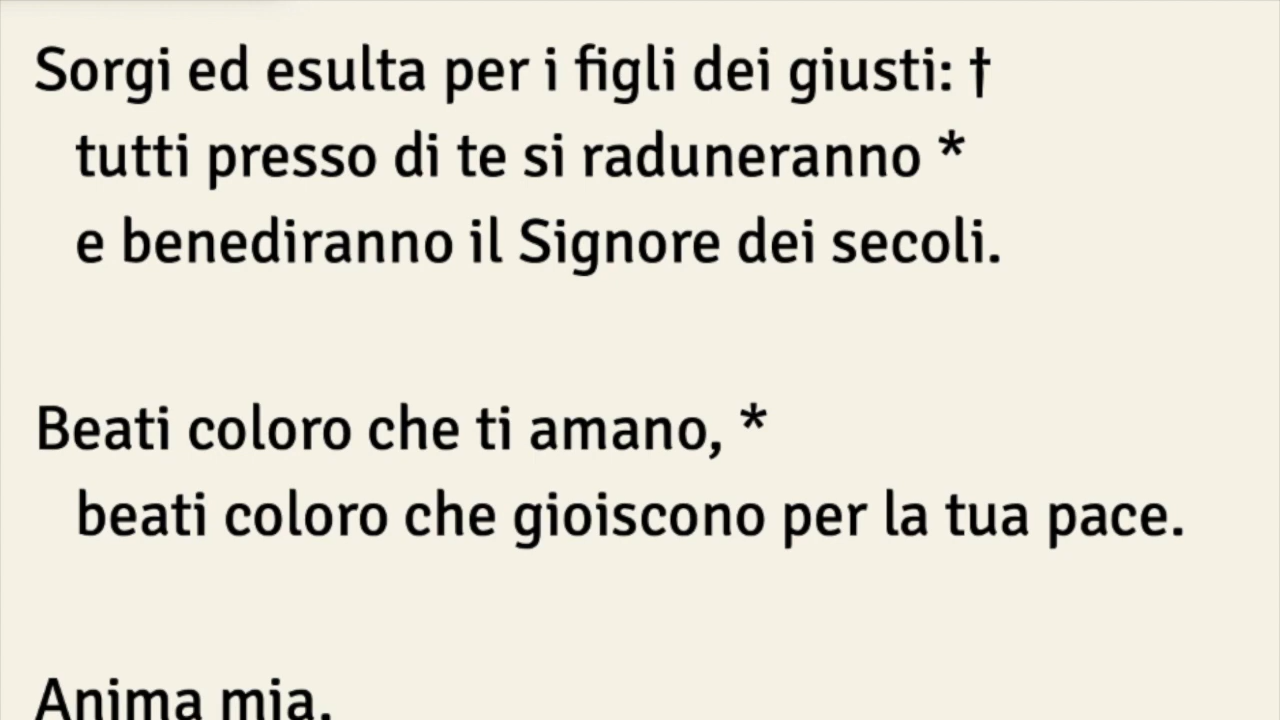 Sorgi ed esulta per i figli dei giusti: †
tutti presso di te si raduneranno *
e benediranno il Signore dei secoli.
Beati coloro che ti amano, *
beati coloro che gioiscono per la tua pace.
Anima mia,